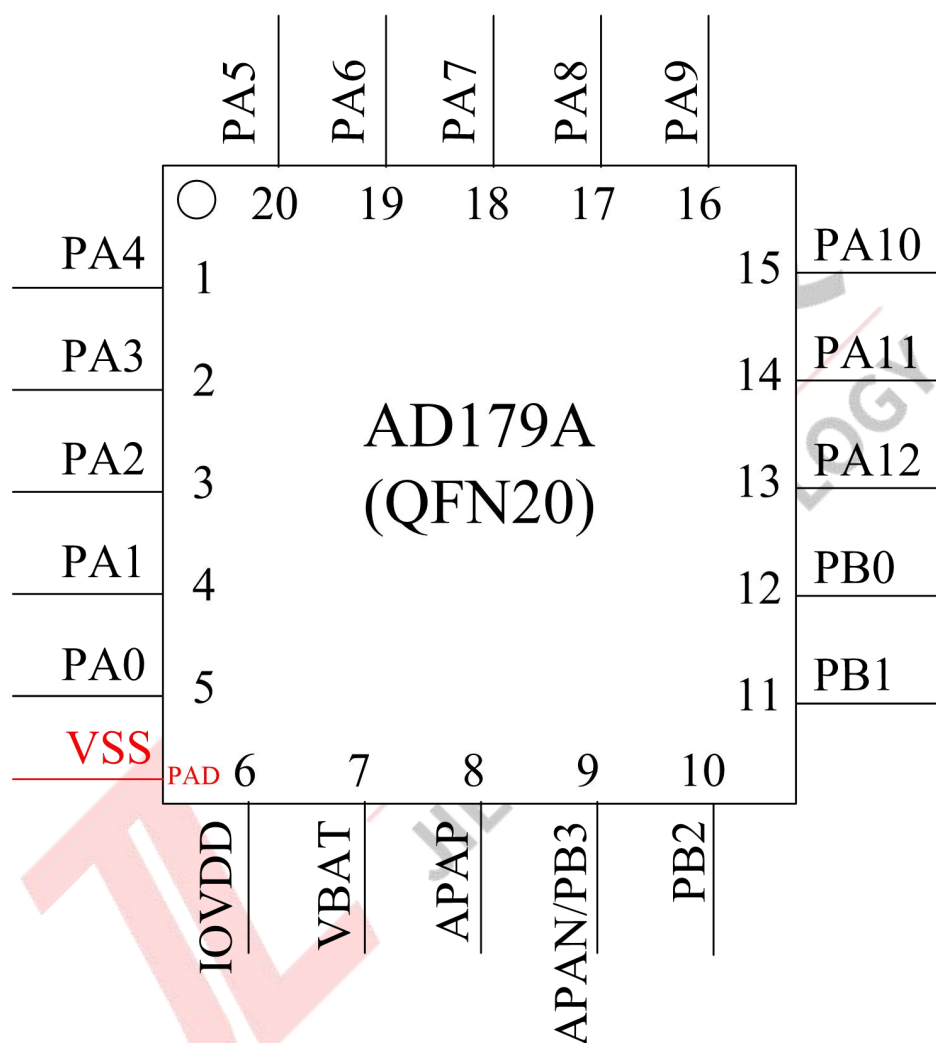 PA5
PA6
PA7
PA8
PA9
20
19
18
17
16
PA4
1
PA3
2
PA2
3
PA1
4
PA0
5
VSS
PAD
AD179A
(QFN20)
15
PA10
14
PA11
13
PA12
12
PB0
11
PB1
6
7
8
9
10
IOVDD
VBAT
APAP
APAN/PB3
PB2
LOGY